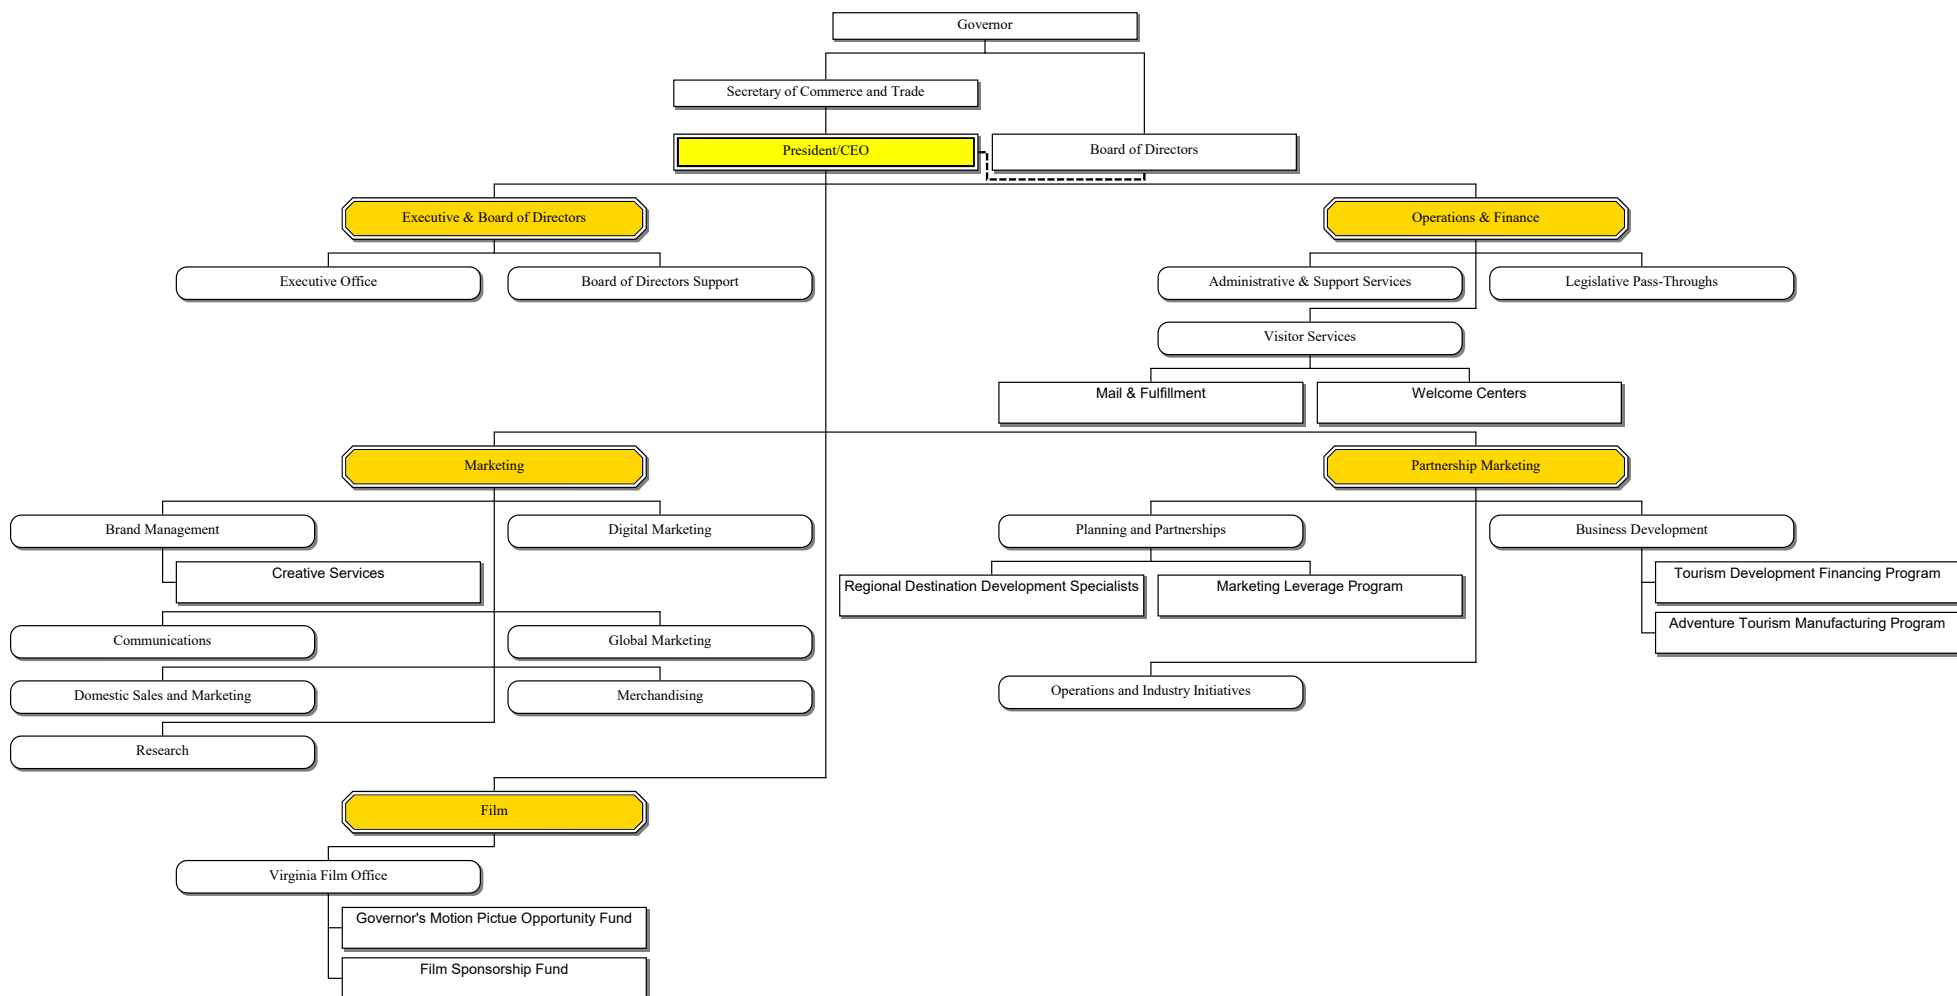 Governor
Secretary of Commerce and Trade
President/CEO
Board of Directors
Executive & Board of Directors
Operations & Finance
Executive Office
Board of Directors Support
Administrative & Support Services
Legislative Pass-Throughs
Visitor Services
Mail & Fulfillment
Welcome Centers
Marketing
Partnership Marketing
Brand Management
Digital Marketing
Planning and Partnerships
Business Development
Creative Services
Regional Destination Development Specialists
Marketing Leverage Program
Tourism Development Financing Program
Adventure Tourism Manufacturing Program
Communications
Global Marketing
Domestic Sales and Marketing
Merchandising
Operations and Industry Initiatives
Research
Film
Virginia Film Office
Governor's Motion Pictue Opportunity Fund
Film Sponsorship Fund